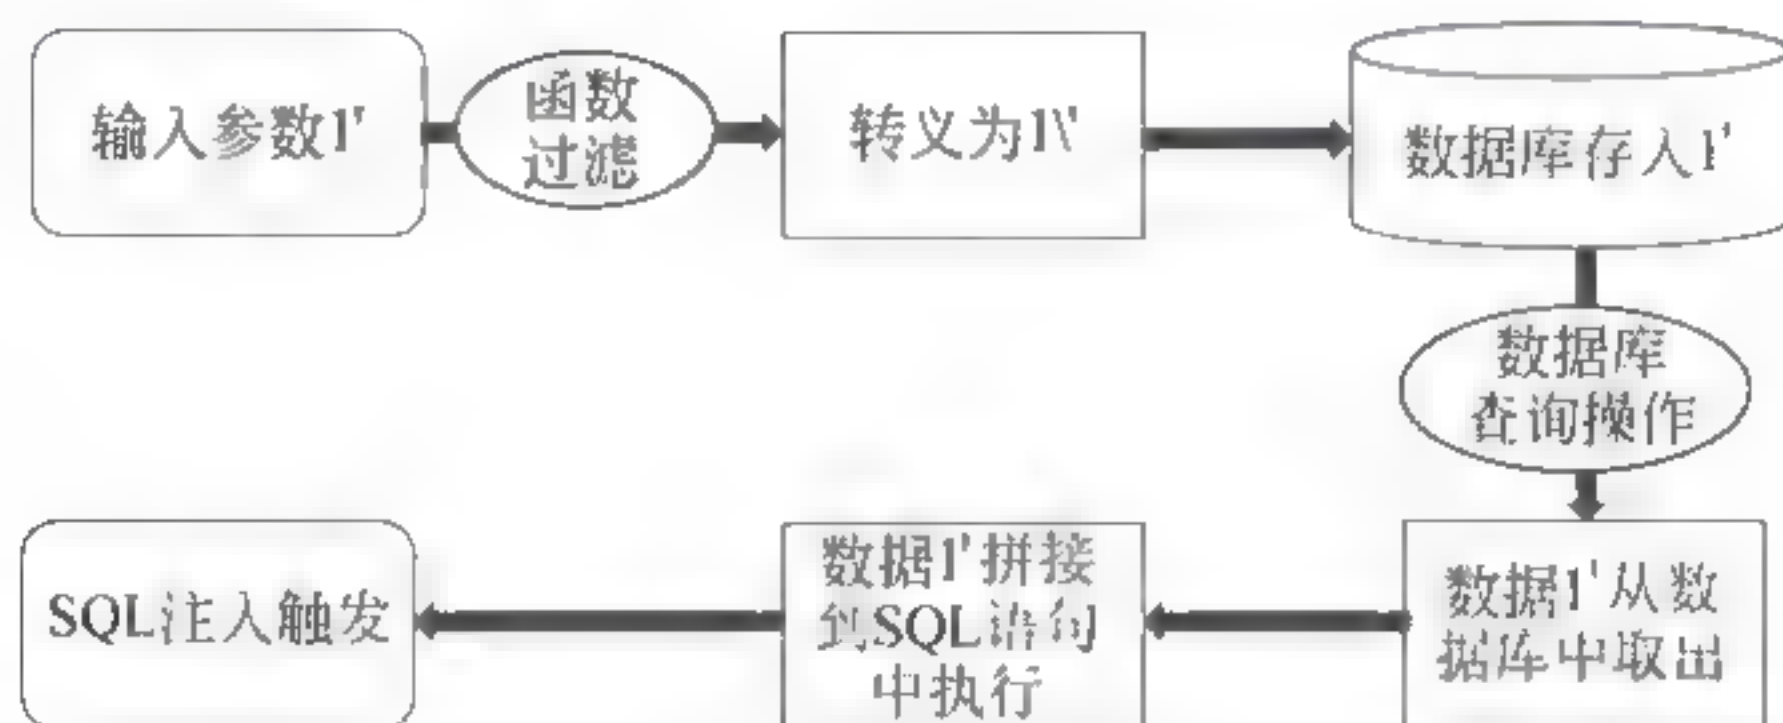 输入参数1'
函数
过滤
转义为1\'
数据库存入1'
数据库
查询操作
数据1'从数
据库中取出
数据1'拼接
到SQL语句
中执行
SQL注入触发